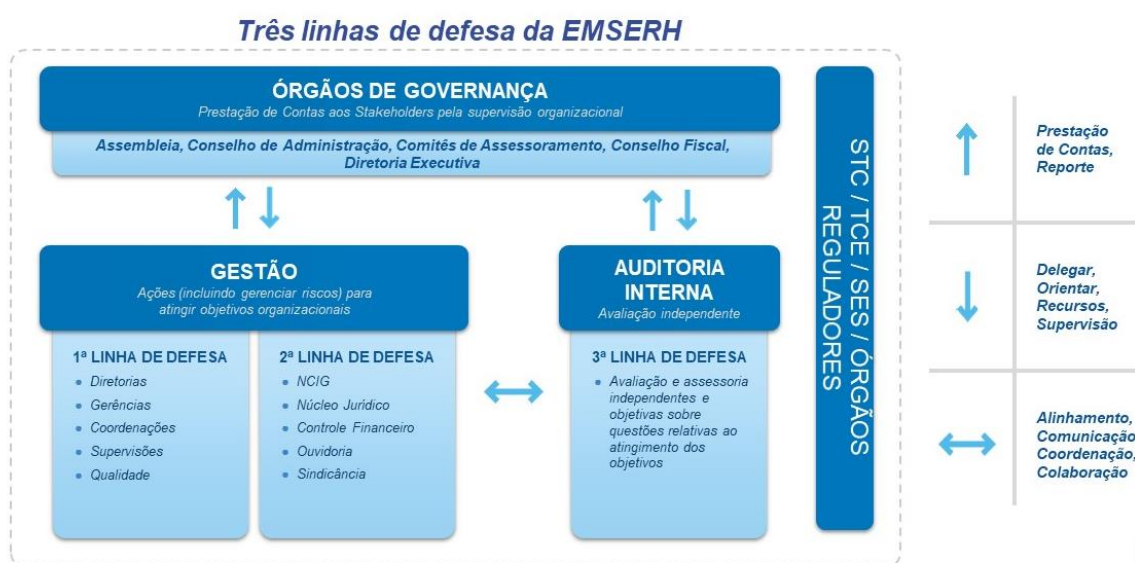 Três linhas de defesa da EMSERH
ÓRGÃOS DE GOVERNANÇA
Prestação de Contas aos Stakeholders pela supervisão organizacional
Assembleia, Conselho de Administração, Comitês de Assessoramento, Conselho Fiscal,
Diretoria Executiva
GESTÃO
Ações (incluindo gerenciar riscos) para
atingir objetivos organizacionais
1ª LINHA DE DEFESA
Diretorias
Gerências
Coordenações
Supervisões
Qualidade
2ª LINHA DE DEFESA
NCIG
Núcleo Jurídico
Controle Financeiro
Ouvidoria
Sindicância
AUDITORIA
INTERNA
Avaliação independente
3ª LINHA DE DEFESA
Avaliação e assessoria
independentes e
objetivas sobre
questões relativas ao
atingimento dos
objetivos
STC / TCE / SES / ÓRGÃOS
REGULADORES
Prestação
de Contas,
Reporte
Delegar,
Orientar,
Recursos,
Supervisão
Alinhamento,
Comunicação
Coordenação,
Colaboração